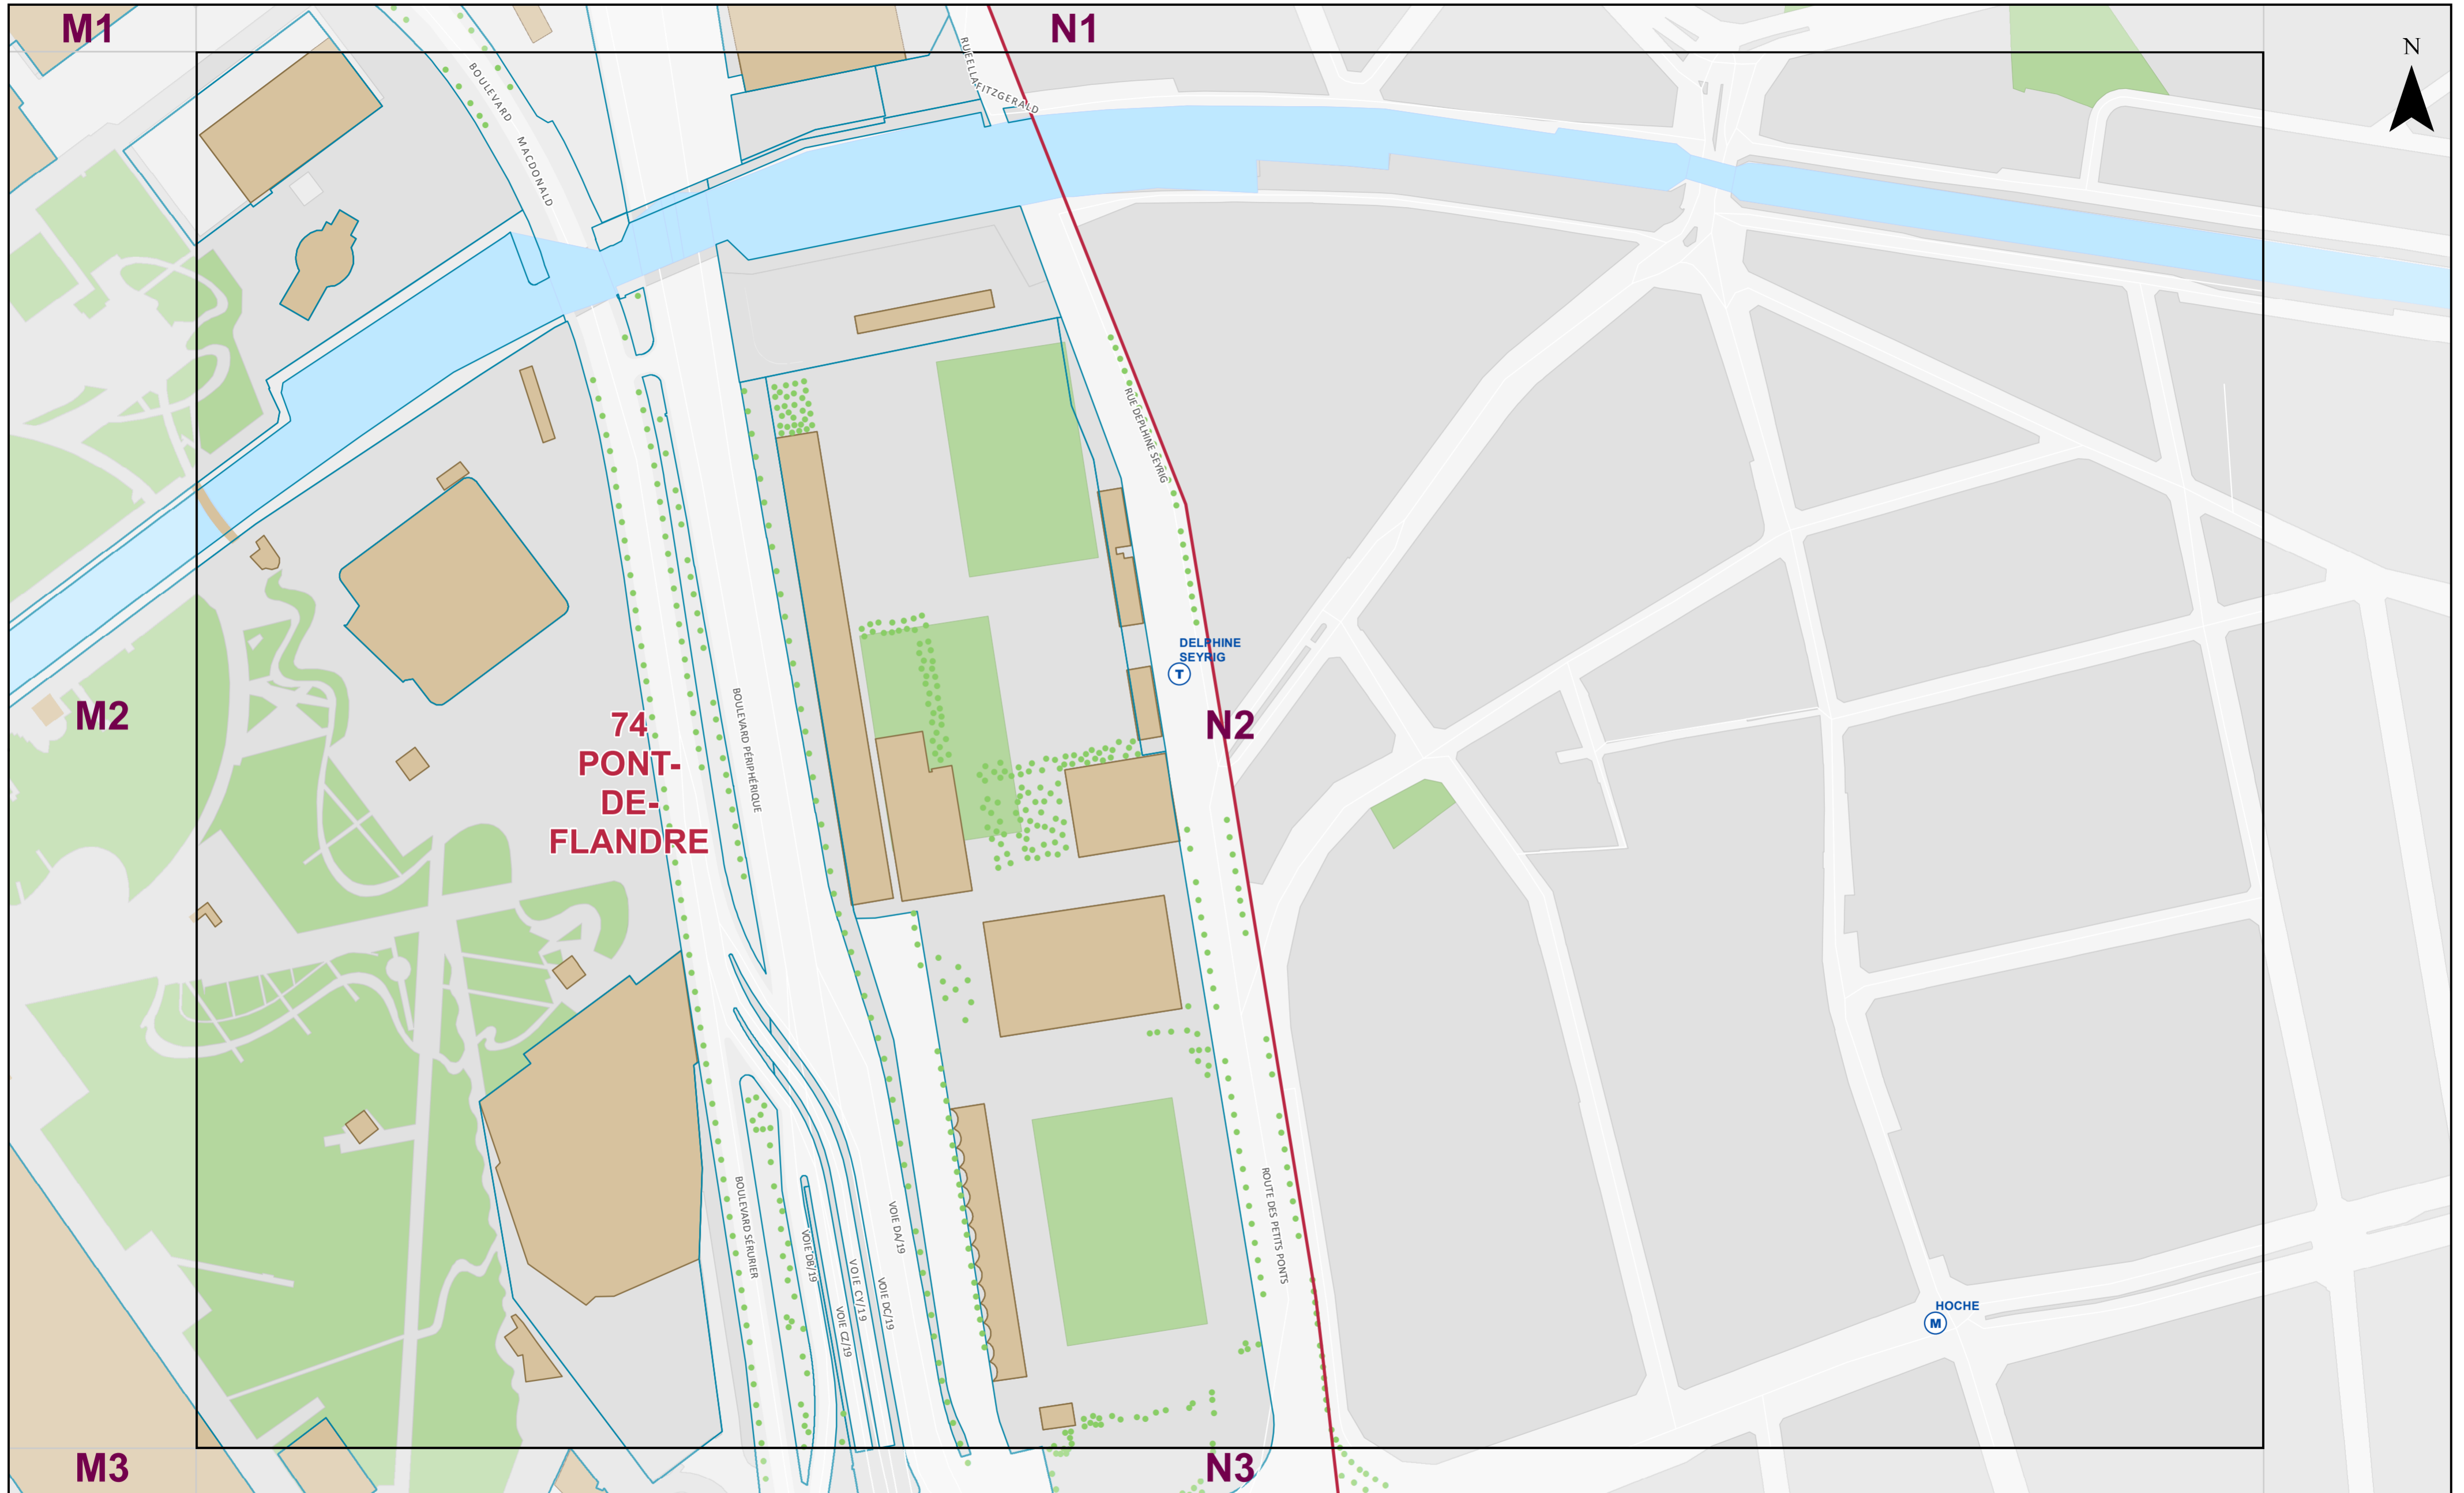 M1
N1
N
RUE ELLA FITZGERALD
BOULEVARD MACDONALD
RUE DEPLHINE SEYRIG
DELPHINE
SEYRIG
T
M2
N2
74
PONT-
DE-
FLANDRE
BOULEVARD PÉRIPHÉRIQUE
BOULEVARD SÉRURIER
VOIE DB/19
VOIE CZ/19
VOIE CY/19
VOIE DC/19
VOIE DA/19
ROUTE DES PETITS PONTS
HOCHE
M
M3
N3